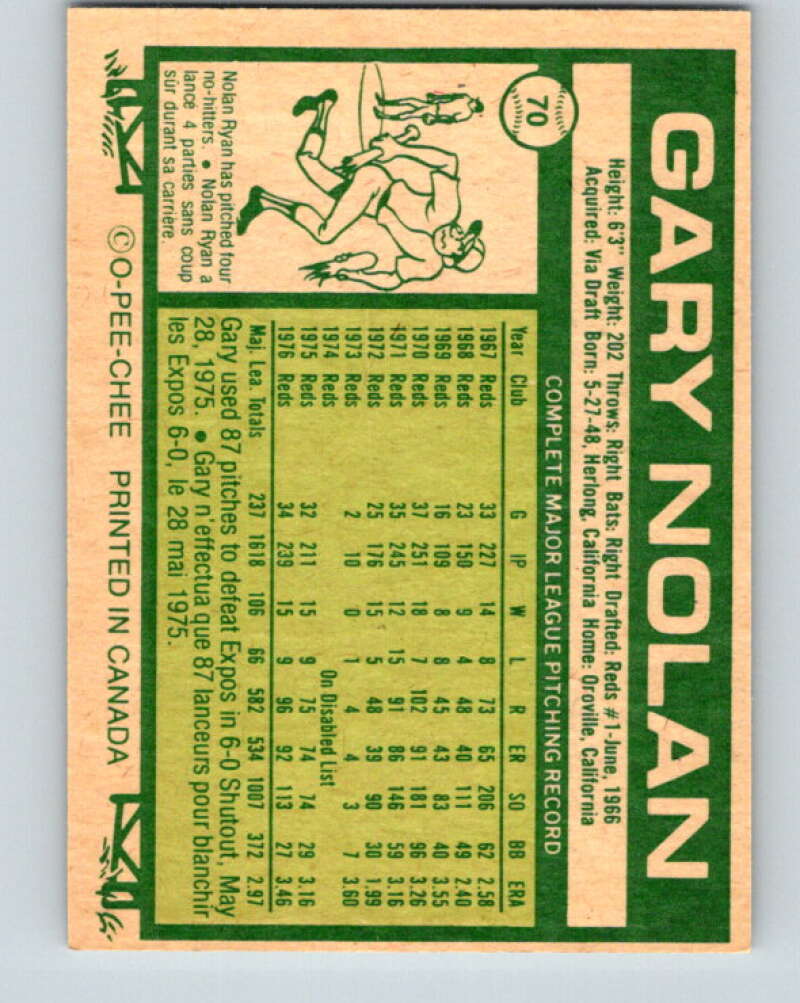 70
GARY NOLAN
Height: 6'3" Weight: 202 Throws: Right Bats: Right Drafted: Reds #1-June, 1966
Acquired: Via Draft Born: 5-27-48, Herlong, California Home: Oroville, California
COMPLETE MAJOR LEAGUE PITCHING RECORD
Year Club G IP W L R ER SO BB ERA
1967 Reds 33 227 14 8 73 65 206 62 2.58
1968 Reds 23 150 9 4 48 40 111 49 2.40
1969 Reds 16 109 8 8 45 43 83 40 3.55
1970 Reds 37 251 18 7 102 91 181 96 3.26
1971 Reds 35 245 12 15 91 86 146 59 3.16
1972 Reds 25 176 15 5 48 39 90 30 1.99
1973 Reds 2 10 0 1 4 4 3 7 3.60
1974 Reds On Disabled List
1975 Reds 32 211 15 9 75 74 74 29 3.16
1976 Reds 34 239 15 9 96 92 113 27 3.46
Maj. Lea. Totals 237 1618 106 66 582 534 1007 372 2.97
Gary used 87 pitches to defeat Expos in 6-0 Shutout, May
28, 1975. • Gary n'effectua que 87 lanceurs pour blanchir
les Expos 6-0, le 28 mai 1975.
Nolan Ryan has pitched four
no-hitters. • Nolan Ryan a
lancé 4 parties sans coup
sûr durant sa carrière.
©O-PEE-CHEE PRINTED IN CANADA